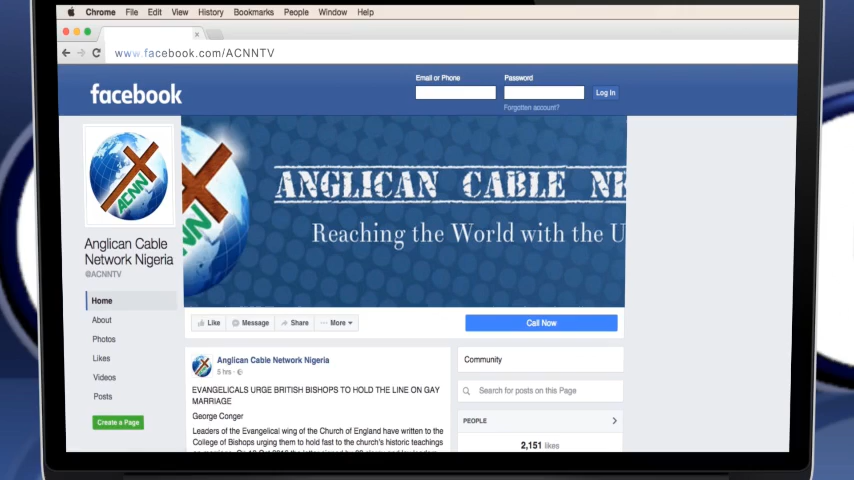 Chrome File Edit View History Bookmarks People Window Help
www.facebook.com/ACNNTV
facebook
Email or Phone
Password
Log In
Forgotten account?
ACNN
ANGLICAN CABLE NE
Reaching the World with the U
Anglican Cable
Network Nigeria
@ACNNTV
Home
About
Photos
Likes
Videos
Posts
Create a Page
Like Message Share More
Call Now
Anglican Cable Network Nigeria
5 hrs
EVANGELICALS URGE BRITISH BISHOPS TO HOLD THE LINE ON GAY
MARRIAGE
George Conger
Leaders of the Evangelical wing of the Church of England have written to the
College of Bishops urging them to hold fast to the church's historic teachings
Community
Search for posts on this Page
PEOPLE
2,151 likes